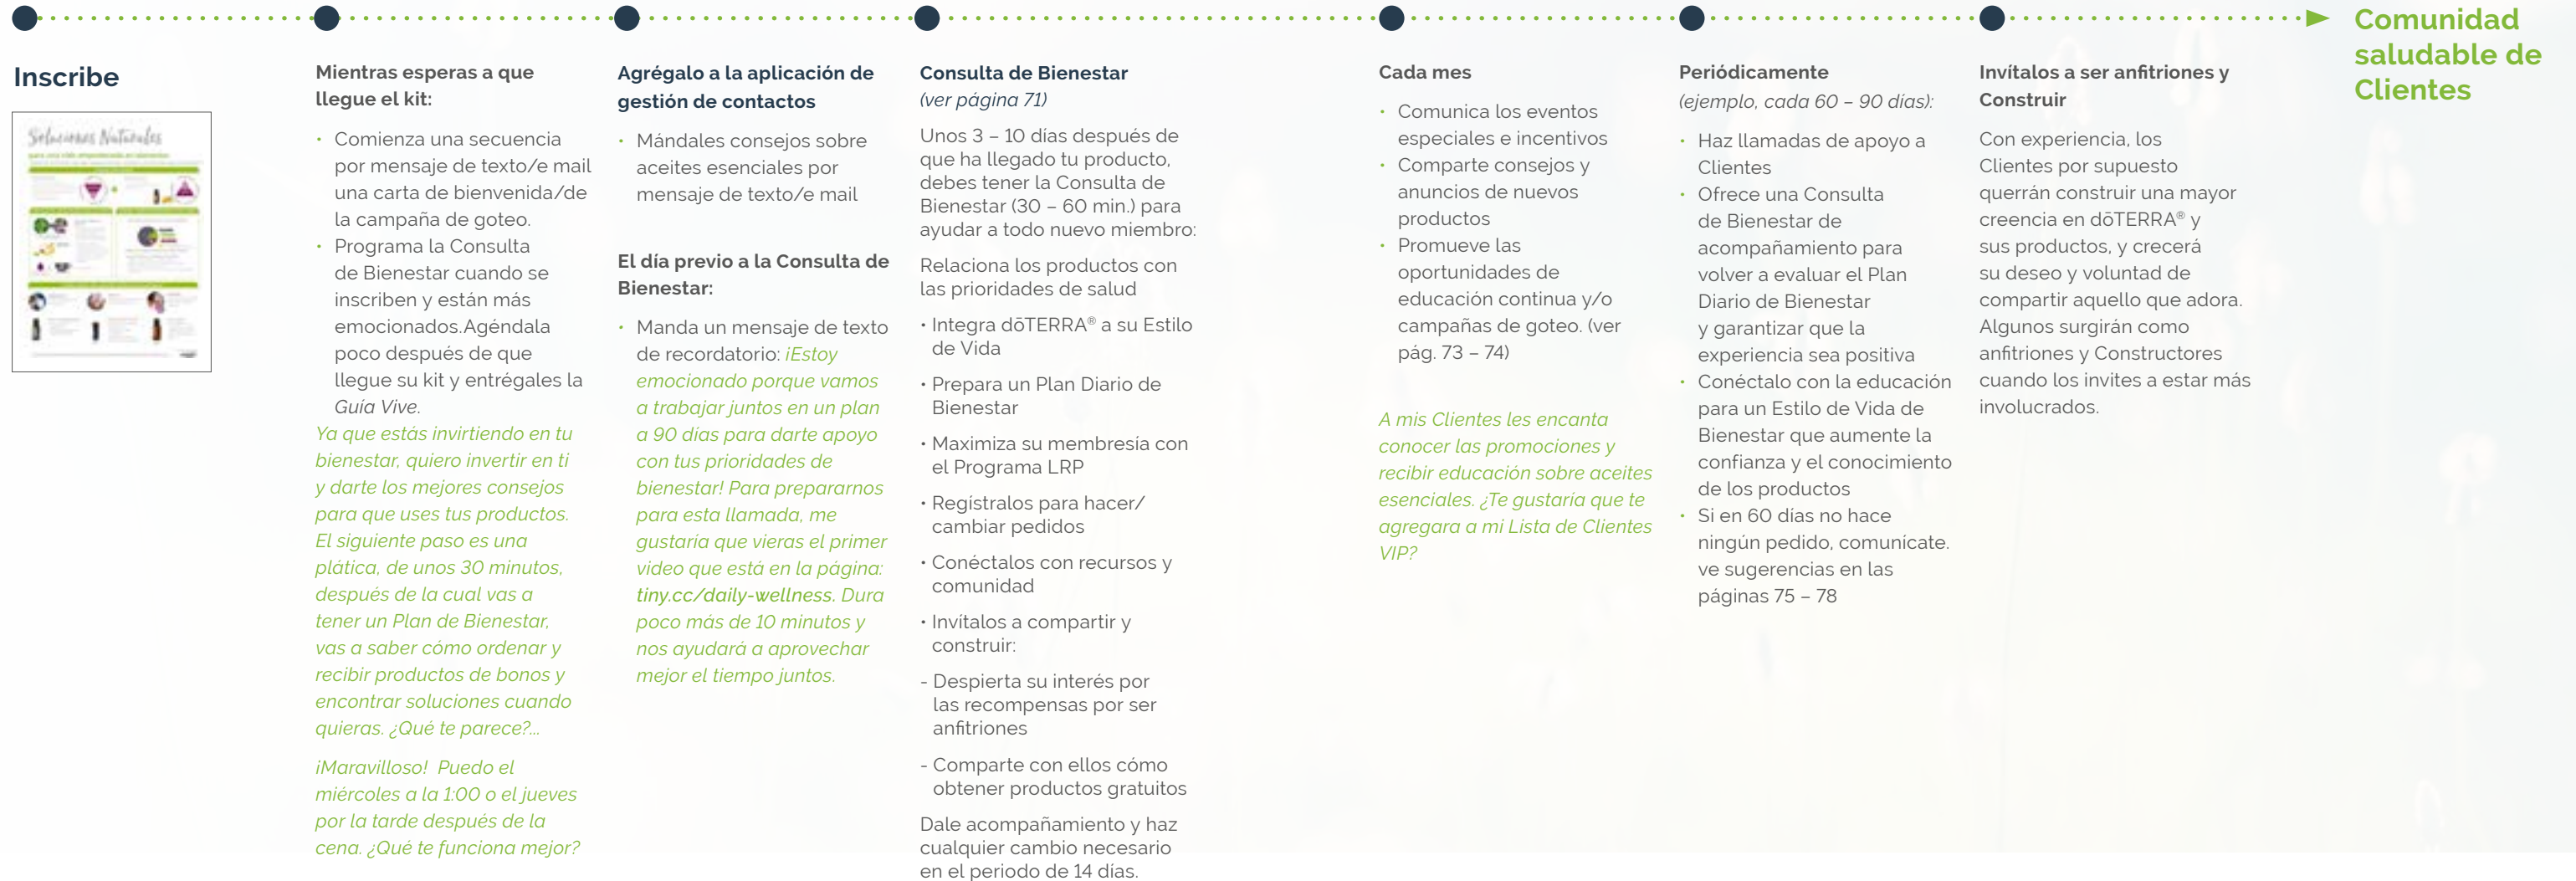 Inscribe
Soluciones Naturales
Mientras esperas a que
llegue el kit:
• Comienza una secuencia
por mensaje de texto/e mail
una carta de bienvenida/de
la campaña de goteo.
• Programa la Consulta
de Bienestar cuando se
inscriben y están más
emocionados.Agéndala
poco después de que
llegue su kit y entrégales la
Guía Vive.
Ya que estás invirtiendo en tu
bienestar, quiero invertir en ti
y darte los mejores consejos
para que uses tus productos.
El siguiente paso es una
plática, de unos 30 minutos,
después de la cual vas a
tener un Plan de Bienestar,
vas a saber cómo ordenar y
recibir productos de bonos y
encontrar soluciones cuando
quieras. ¿Qué te parece?...
¡Maravilloso! Puedo el
miércoles a la 1:00 o el jueves
por la tarde después de la
cena. ¿Qué te funciona mejor?
Agrégalo a la aplicación de
gestión de contactos
• Mándales consejos sobre
aceites esenciales por
mensaje de texto/e mail
El día previo a la Consulta de
Bienestar:
• Manda un mensaje de texto
de recordatorio: ¡Estoy
emocionado porque vamos
a trabajar juntos en un plan
a 90 días para darte apoyo
con tus prioridades de
bienestar! Para prepararnos
para esta llamada, me
gustaría que vieras el primer
video que está en la página:
tiny.cc/daily-wellness. Dura
poco más de 10 minutos y
nos ayudará a aprovechar
mejor el tiempo juntos.
Consulta de Bienestar
(ver página 71)
Unos 3 – 10 días después de
que ha llegado tu producto,
debes tener la Consulta de
Bienestar (30 – 60 min.) para
ayudar a todo nuevo miembro:
Relaciona los productos con
las prioridades de salud
• Integra dōTERRA® a su Estilo
de Vida
• Prepara un Plan Diario de
Bienestar
• Maximiza su membresía con
el Programa LRP
• Regístralos para hacer/
cambiar pedidos
• Conéctalos con recursos y
comunidad
• Invítalos a compartir y
construir:
- Despierta su interés por
las recompensas por ser
anfitriones
- Comparte con ellos cómo
obtener productos gratuitos
Dale acompañamiento y haz
cualquier cambio necesario
en el periodo de 14 días.
Cada mes
• Comunica los eventos
especiales e incentivos
• Comparte consejos y
anuncios de nuevos
productos
• Promueve las
oportunidades de
educación continua y/o
campañas de goteo. (ver
pág. 73 – 74)
A mis Clientes les encanta
conocer las promociones y
recibir educación sobre aceites
esenciales. ¿Te gustaría que te
agregara a mi Lista de Clientes
VIP?
Periódicamente
(ejemplo, cada 60 – 90 días):
• Haz llamadas de apoyo a
Clientes
• Ofrece una Consulta
de Bienestar de
acompañamiento para
volver a evaluar el Plan
Diario de Bienestar
y garantizar que la
experiencia sea positiva
• Conéctalo con la educación
para un Estilo de Vida de
Bienestar que aumente la
confianza y el conocimiento
de los productos
• Si en 60 días no hace
ningún pedido, comunícate.
ve sugerencias en las
páginas 75 – 78
Invítalos a ser anfitriones y
Construir
Con experiencia, los
Clientes por supuesto
querrán construir una mayor
creencia en dōTERRA® y
sus productos, y crecerá
su deseo y voluntad de
compartir aquello que adora.
Algunos surgirán como
anfitriones y Constructores
cuando los invites a estar más
involucrados.
Comunidad
saludable de
Clientes